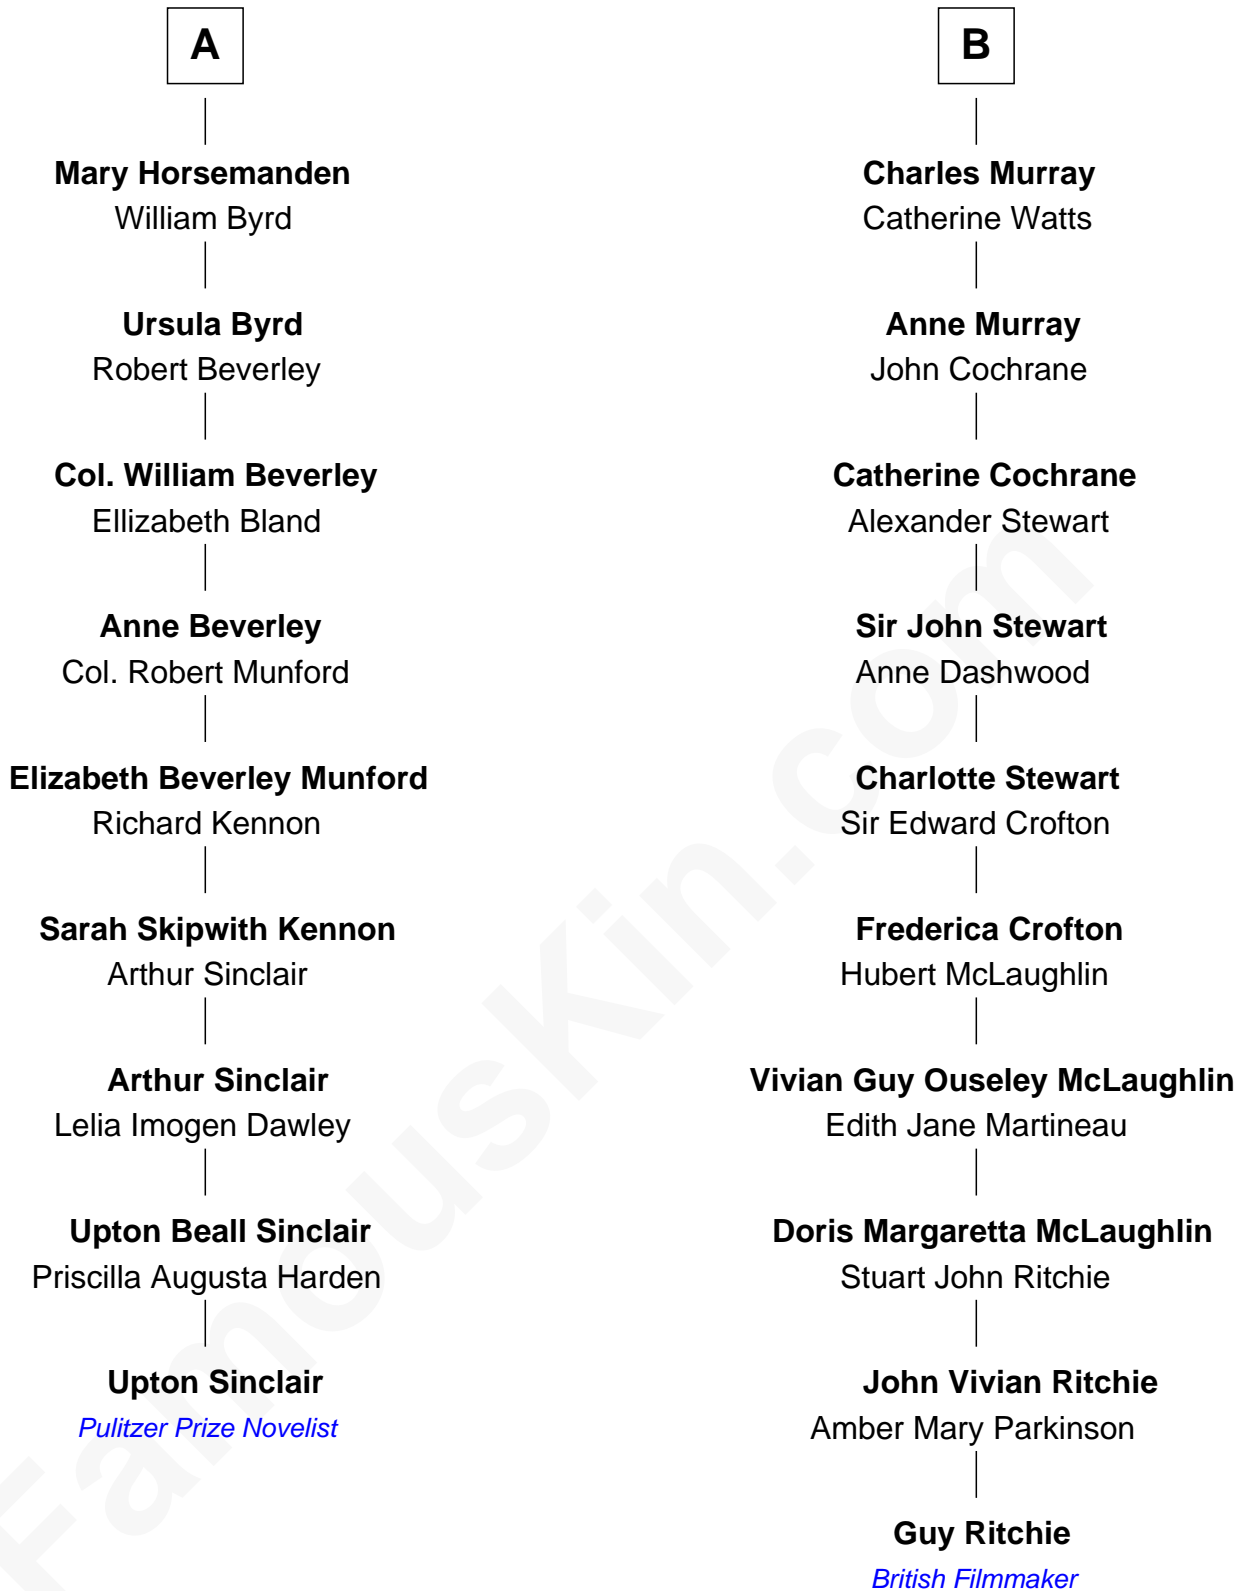 A
Mary Horsemanden
William Byrd
Ursula Byrd
Robert Beverley
Col. William Beverley
Ellizabeth Bland
Anne Beverley
Col. Robert Munford
Elizabeth Beverley Munford
Richard Kennon
Sarah Skipwith Kennon
Arthur Sinclair
Arthur Sinclair
Lelia Imogen Dawley
Upton Beall Sinclair
Priscilla Augusta Harden
Upton Sinclair
Pulitzer Prize Novelist
B
Charles Murray
Catherine Watts
Anne Murray
John Cochrane
Catherine Cochrane
Alexander Stewart
Sir John Stewart
Anne Dashwood
Charlotte Stewart
Sir Edward Crofton
Frederica Crofton
Hubert McLaughlin
Vivian Guy Ouseley McLaughlin
Edith Jane Martineau
Doris Margaretta McLaughlin
Stuart John Ritchie
John Vivian Ritchie
Amber Mary Parkinson
Guy Ritchie
British Filmmaker
FamousKin.com